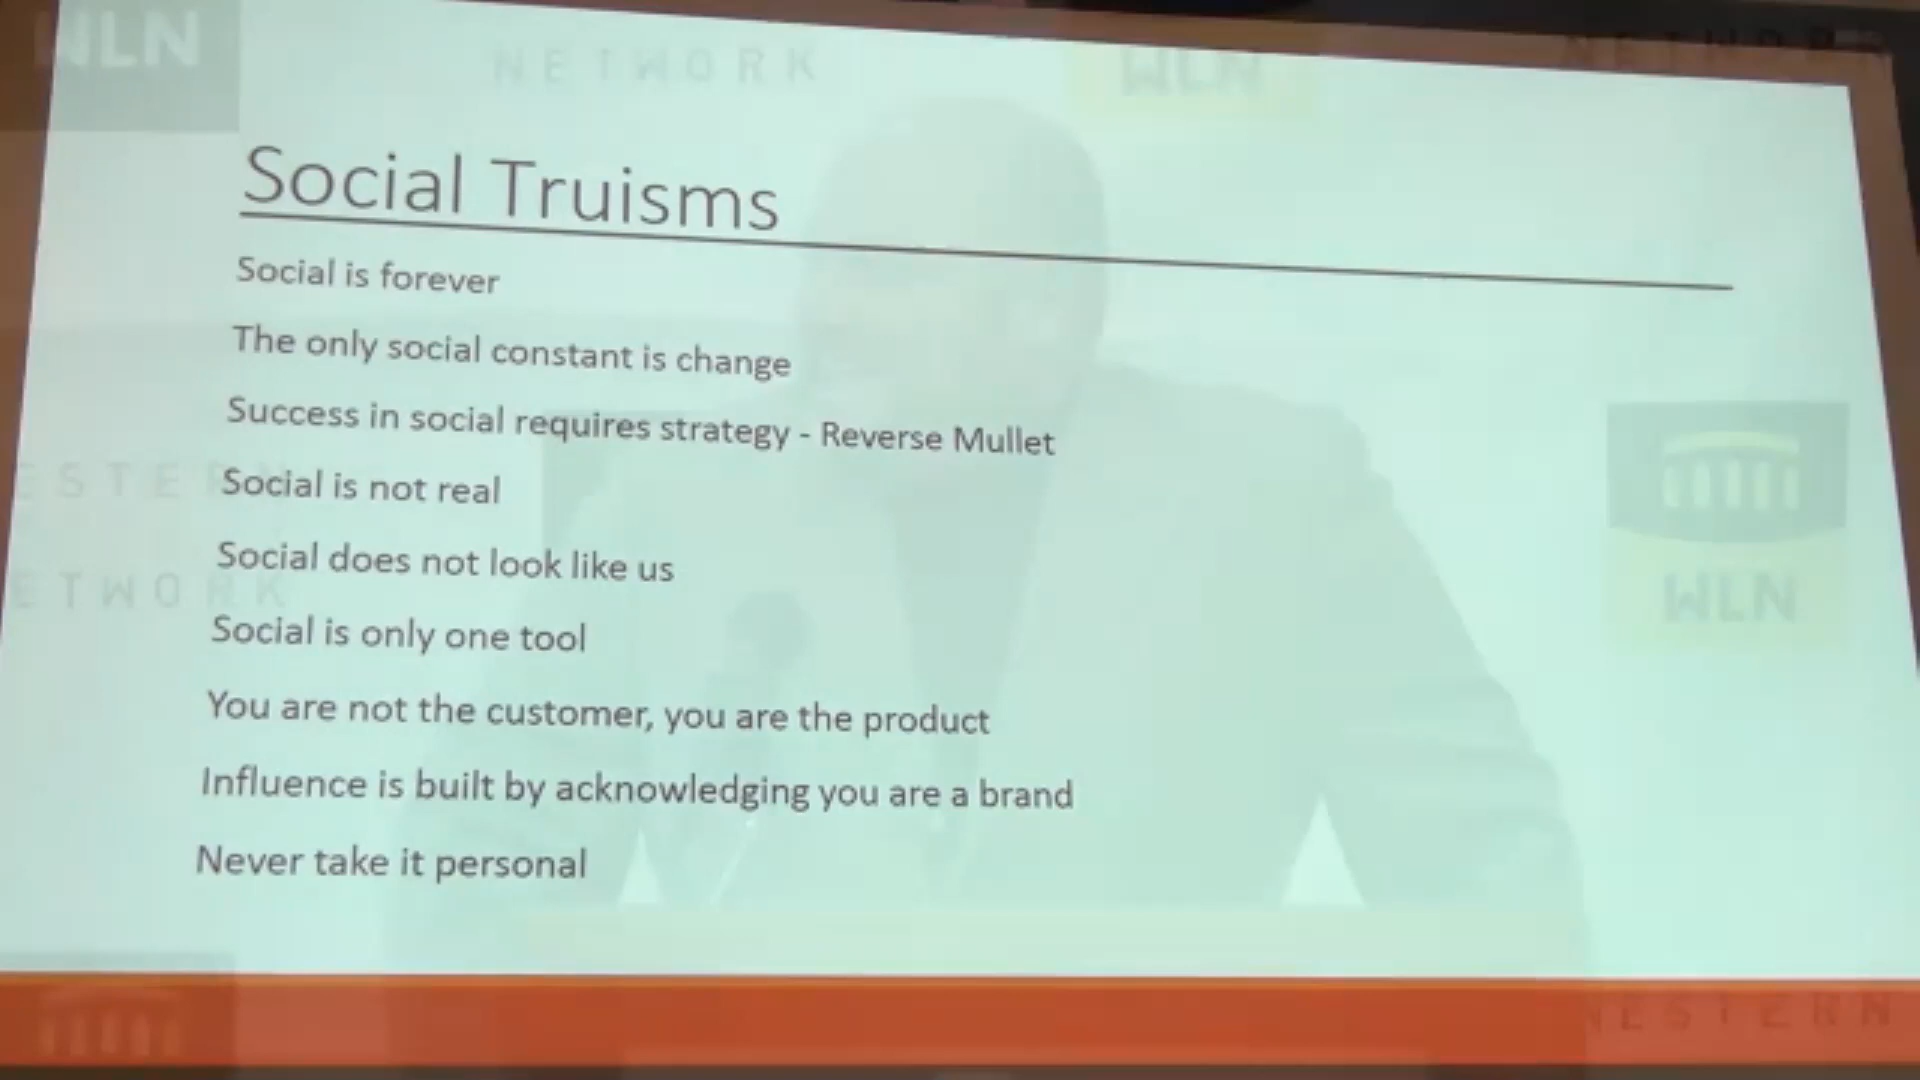 WLN
NETWORK
WLN
NETWORK
Social Truisms
Social is forever
The only social constant is change
Success in social requires strategy - Reverse Mullet
Social is not real
ESTERN
Social does not look like us
ETWORK
WLN
Social is only one tool
You are not the customer, you are the product
Influence is built by acknowledging you are a brand
Never take it personal
WESTERN